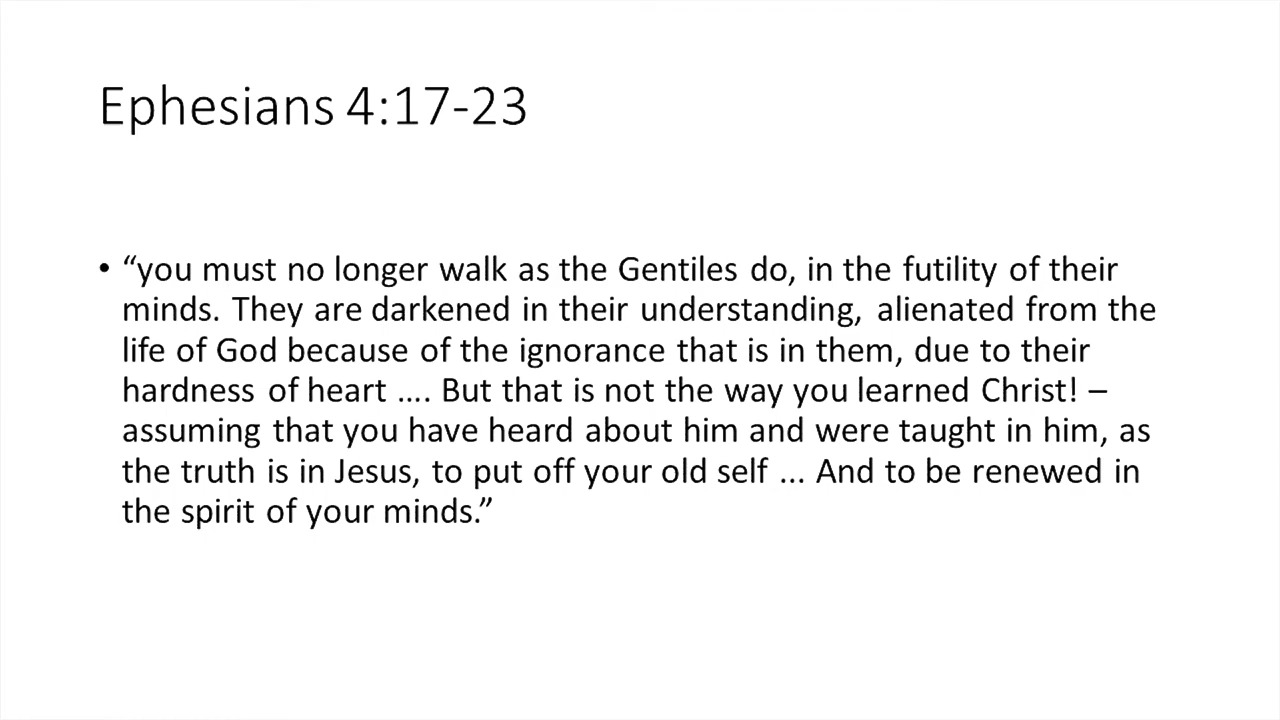 Ephesians 4:17-23
• “you must no longer walk as the Gentiles do, in the futility of their
minds. They are darkened in their understanding, alienated from the
life of God because of the ignorance that is in them, due to their
hardness of heart .... But that is not the way you learned Christ! –
assuming that you have heard about him and were taught in him, as
the truth is in Jesus, to put off your old self ... And to be renewed in
the spirit of your minds.”